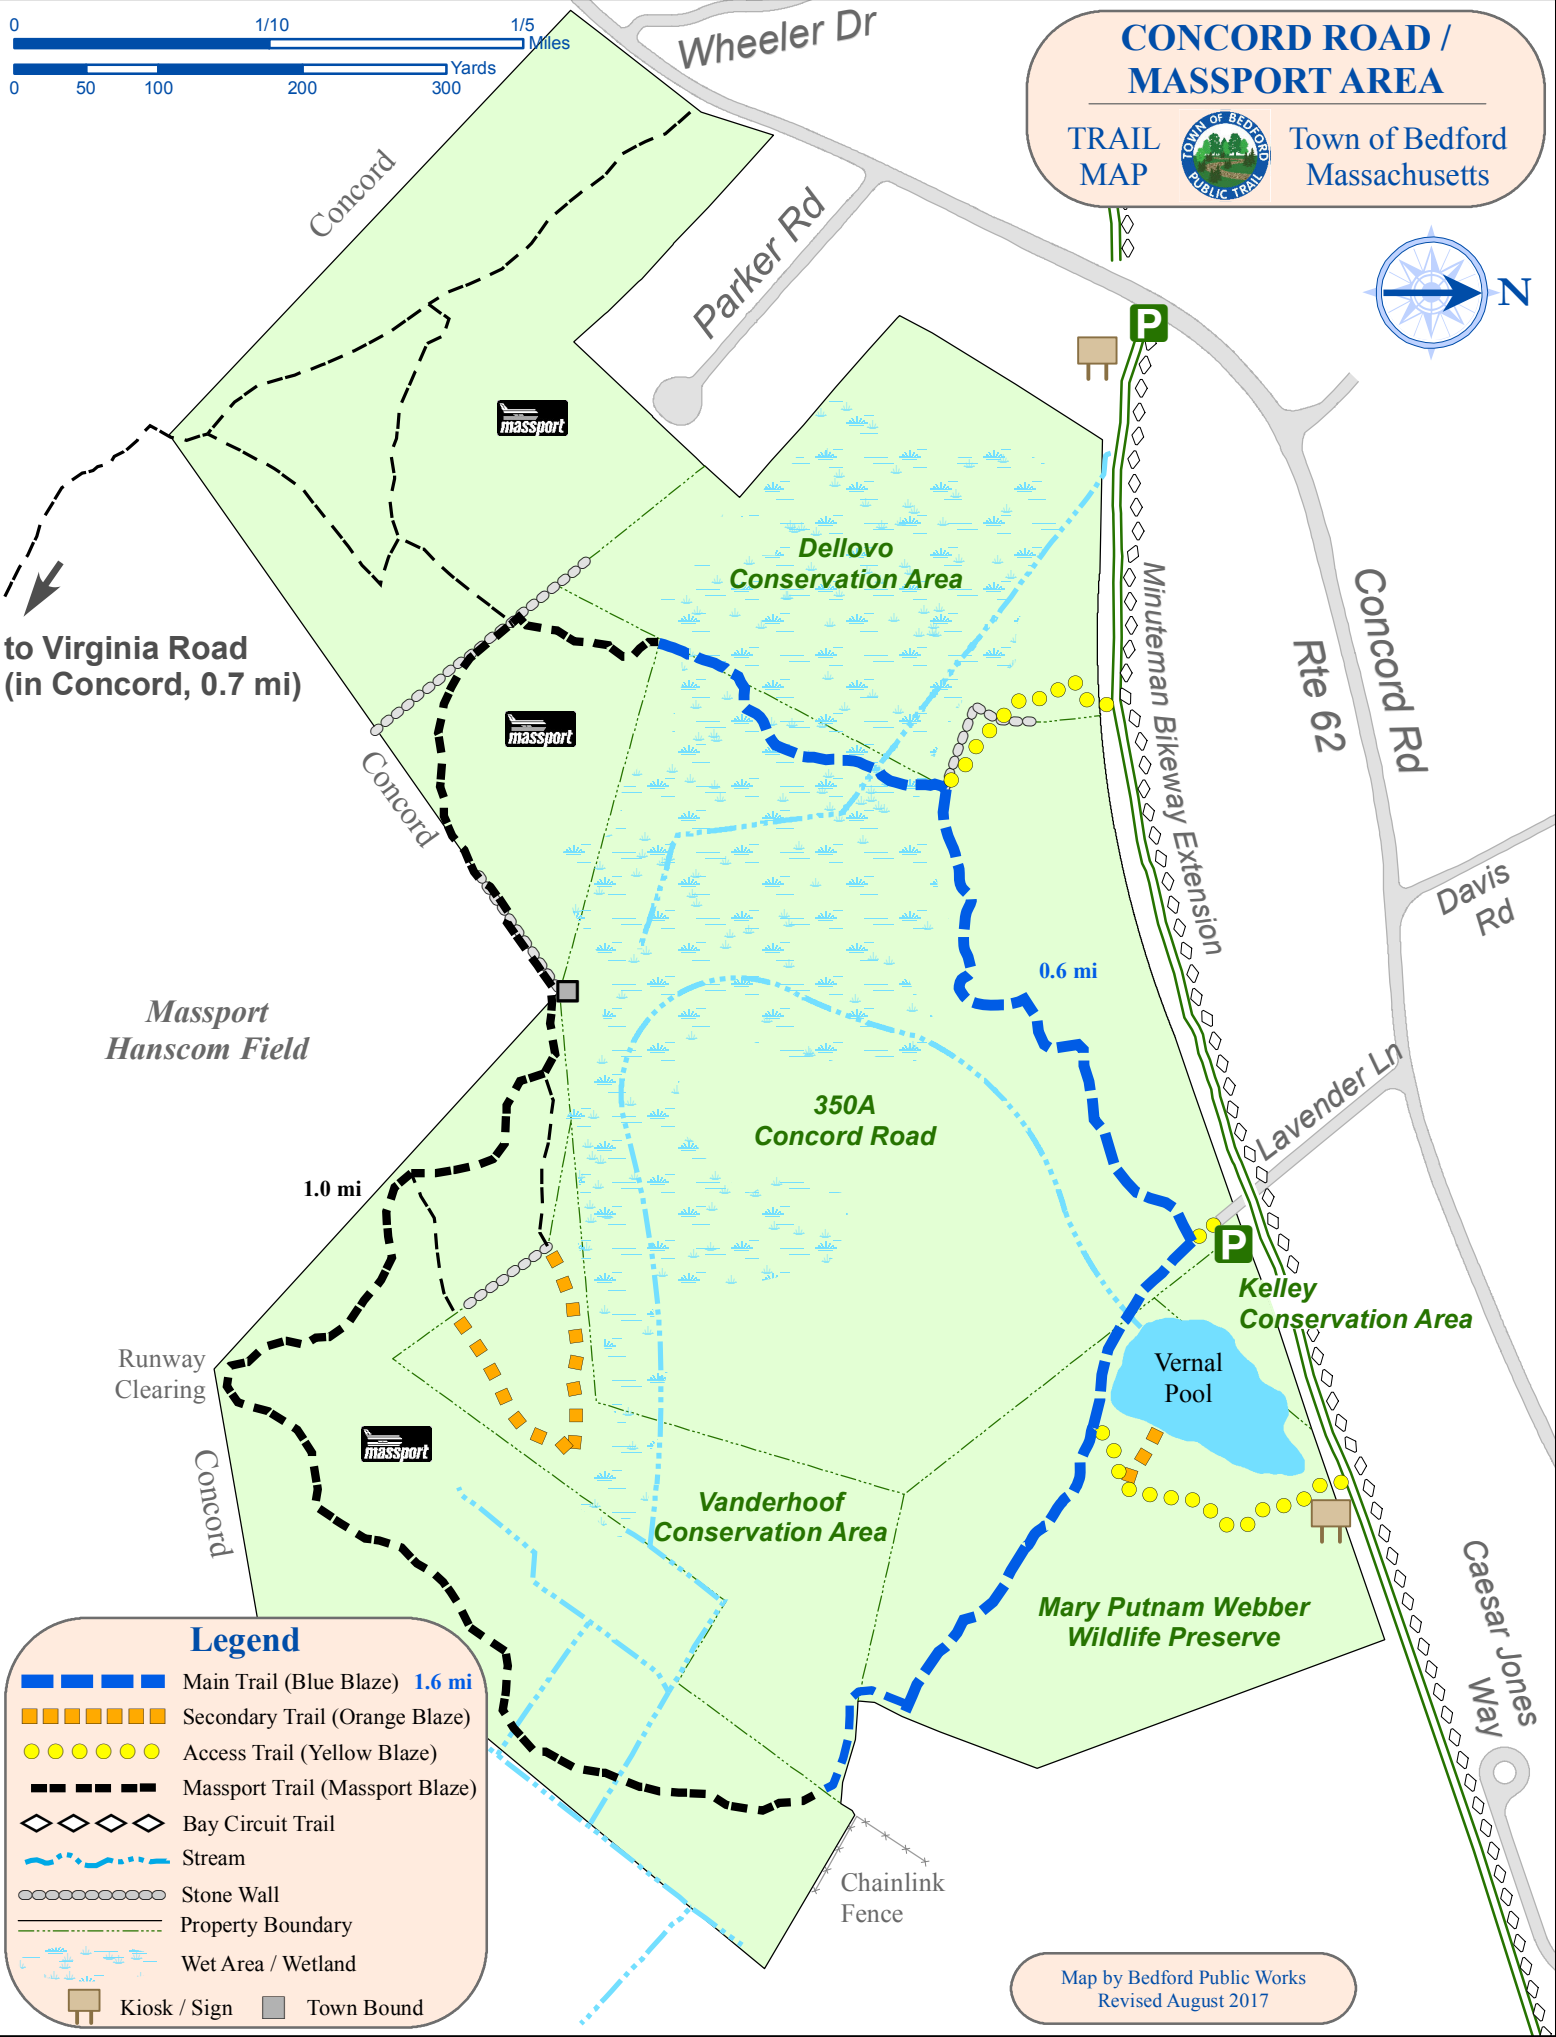 0 1/10 1/5
Miles
Yards
0 50 100 200 300
CONCORD ROAD /
MASSPORT AREA
TRAIL
MAP
TOWN OF BEDFORD
PUBLIC TRAIL
Town of Bedford
Massachusetts
N
Wheeler Dr
Concord
Parker Rd
P
massport
Dellovo
Conservation Area
to Virginia Road
(in Concord, 0.7 mi)
Minuteman Bikeway Extension
Concord Rd
Rte 62
massport
Concord
Davis
Rd
0.6 mi
Massport
Hanscom Field
350A
Concord Road
Lavender Ln
1.0 mi
P
Kelley
Conservation Area
Runway
Clearing
Vernal
Pool
massport
Concord
Vanderhoof
Conservation Area
Mary Putnam Webber
Wildlife Preserve
Caesar Jones
Way
Chainlink
Fence
Legend
Main Trail (Blue Blaze) 1.6 mi
Secondary Trail (Orange Blaze)
Access Trail (Yellow Blaze)
Massport Trail (Massport Blaze)
Bay Circuit Trail
Stream
Stone Wall
Property Boundary
Wet Area / Wetland
Kiosk / Sign Town Bound
Map by Bedford Public Works
Revised August 2017